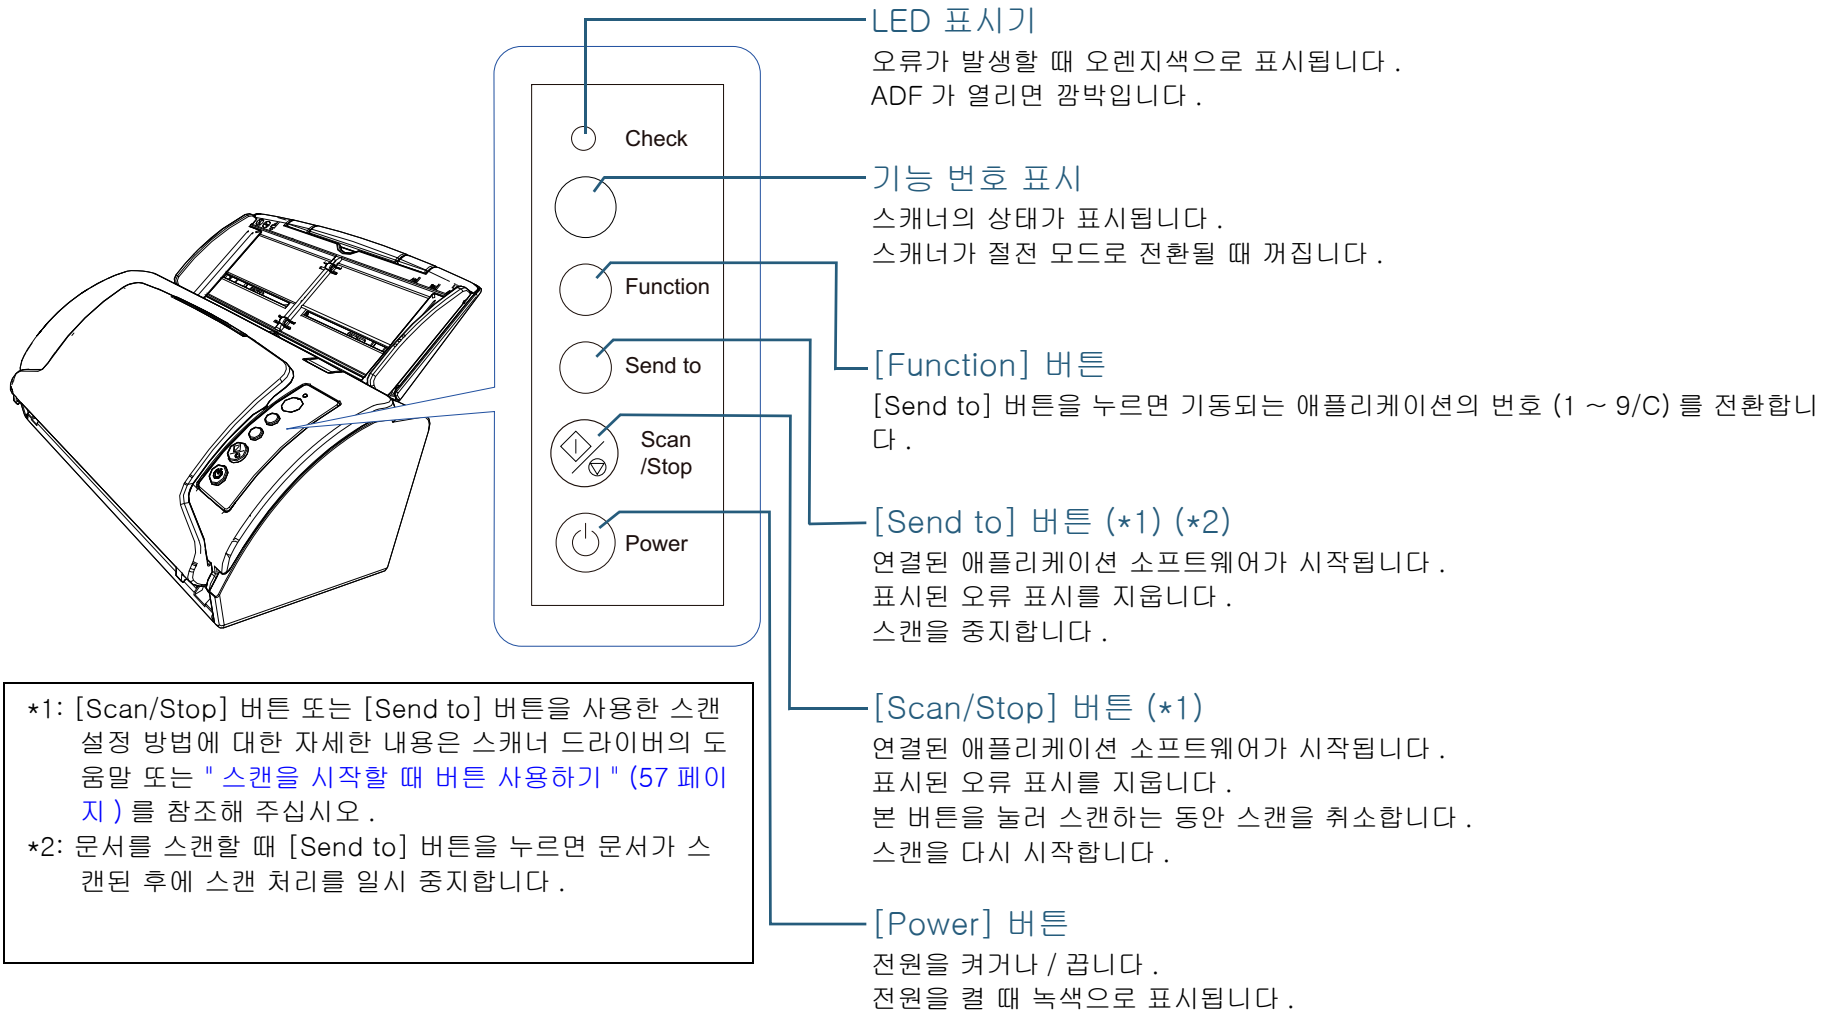 LED 표시기
오류가 발생할 때 오렌지색으로 표시됩니다 .
ADF 가 열리면 깜박입니다 .
Check
기능 번호 표시
스캐너의 상태가 표시됩니다 .
스캐너가 절전 모드로 전환될 때 꺼집니다 .
Function
[Function] 버튼
[Send to] 버튼을 누르면 기동되는 애플리케이션의 번호 (1 ~ 9/C) 를 전환합니
다 .
Send to
Scan
/Stop
[Send to] 버튼 (*1) (*2)
연결된 애플리케이션 소프트웨어가 시작됩니다 .
표시된 오류 표시를 지웁니다 .
스캔을 중지합니다 .
Power
[Scan/Stop] 버튼 (*1)
연결된 애플리케이션 소프트웨어가 시작됩니다 .
표시된 오류 표시를 지웁니다 .
본 버튼을 눌러 스캔하는 동안 스캔을 취소합니다 .
스캔을 다시 시작합니다 .
*1: [Scan/Stop] 버튼 또는 [Send to] 버튼을 사용한 스캔
설정 방법에 대한 자세한 내용은 스캐너 드라이버의 도
움말 또는 " 스캔을 시작할 때 버튼 사용하기 " (57 페이
지 ) 를 참조해 주십시오 .
*2: 문서를 스캔할 때 [Send to] 버튼을 누르면 문서가 스
캔된 후에 스캔 처리를 일시 중지합니다 .
[Power] 버튼
전원을 켜거나 / 끕니다 .
전원을 켤 때 녹색으로 표시됩니다 .